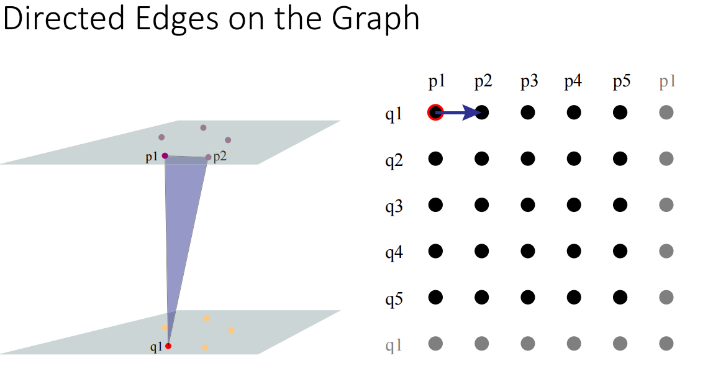 Directed Edges on the Graph
p1 p2 p3 p4 p5 p1
q1
q2
q3
q4
q5
q1
p1 p2
q1